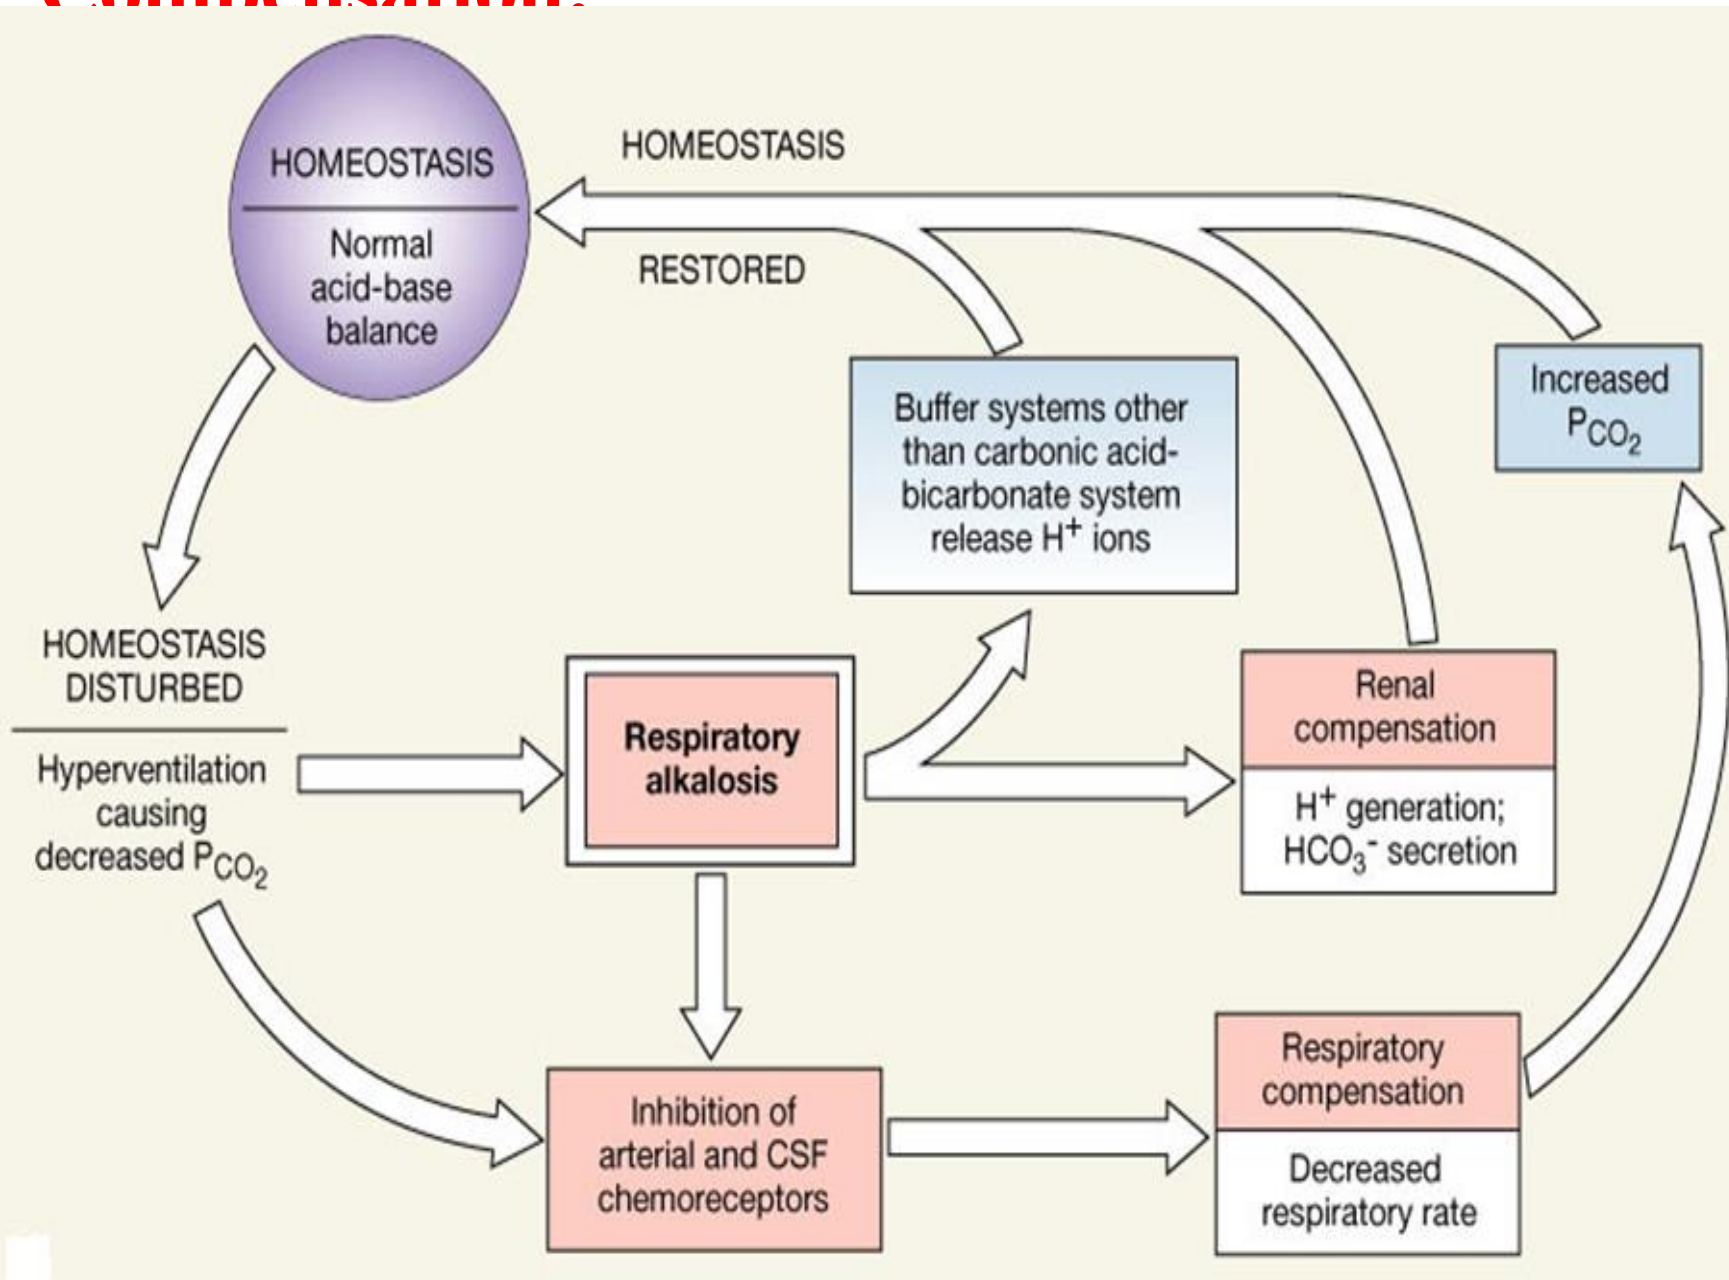 HOMEOSTASIS
Normal
acid-base
balance
HOMEOSTASIS
RESTORED
Increased
PCO2
Buffer systems other
than carbonic acid-
bicarbonate system
release H+ ions
HOMEOSTASIS
DISTURBED
Hyperventilation
causing
decreased PCO2
Respiratory
alkalosis
Renal
compensation
H+ generation;
HCO3- secretion
Inhibition of
arterial and CSF
chemoreceptors
Respiratory
compensation
Decreased
respiratory rate